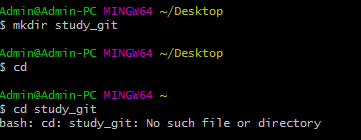 Admin@Admin-PC MINGW64 ~/Desktop
$ mkdir study_git
Admin@Admin-PC MINGW64 ~/Desktop
$ cd
Admin@Admin-PC MINGW64 ~
$ cd study_git
bash: cd: study_git: No such file or directory